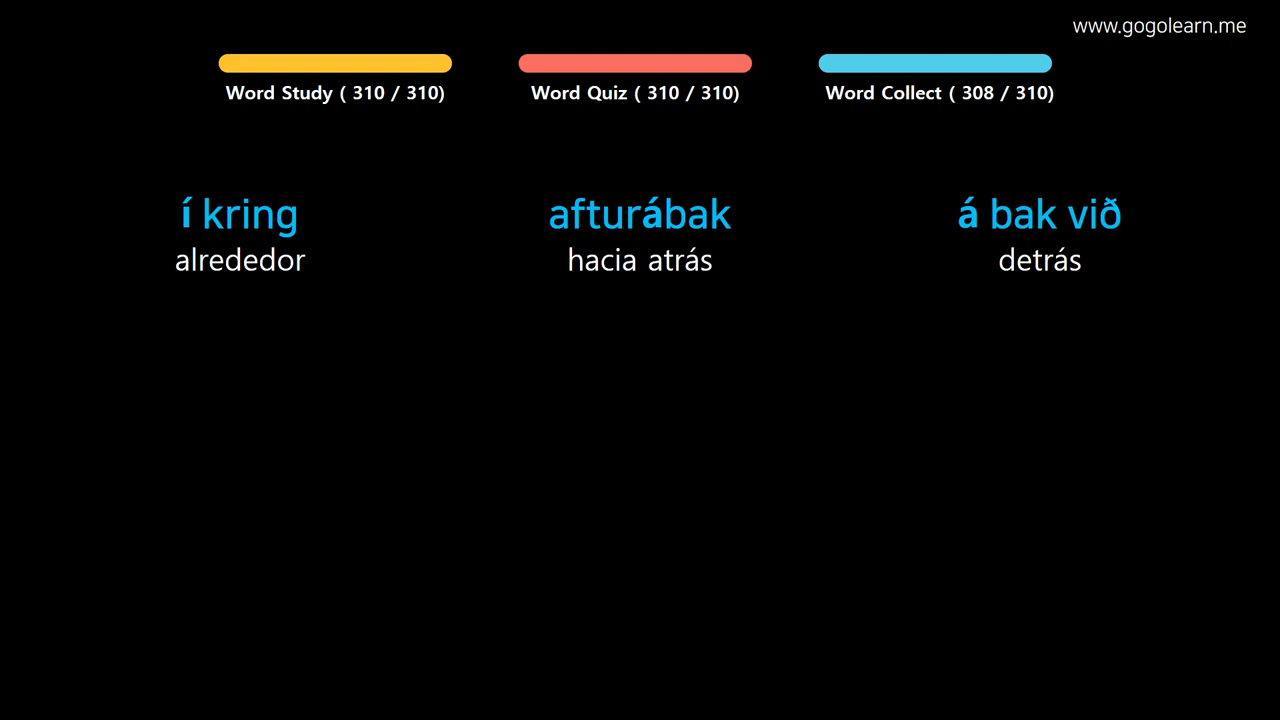 www.gogolearn.me
Word Study ( 310 / 310)
Word Quiz ( 310 / 310)
Word Collect ( 308 / 310)
í kring
alrededor
afturábak
hacia atrás
á bak við
detrás